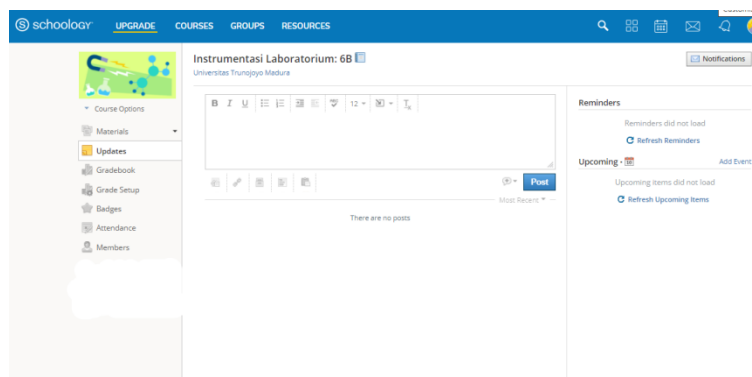 schoology
UPGRADE
COURSES
GROUPS
RESOURCES
Instrumentasi Laboratorium: 6B
Universitas Trunojoyo Madura
Notifications
Course Options
Materials
Updates
Gradebook
Grade Setup
Badges
Attendance
Members
B I U
12
Post
Most Recent
There are no posts
Reminders
Reminders did not load
Refresh Reminders
Upcoming
Add Event
Upcoming items did not load
Refresh Upcoming Items